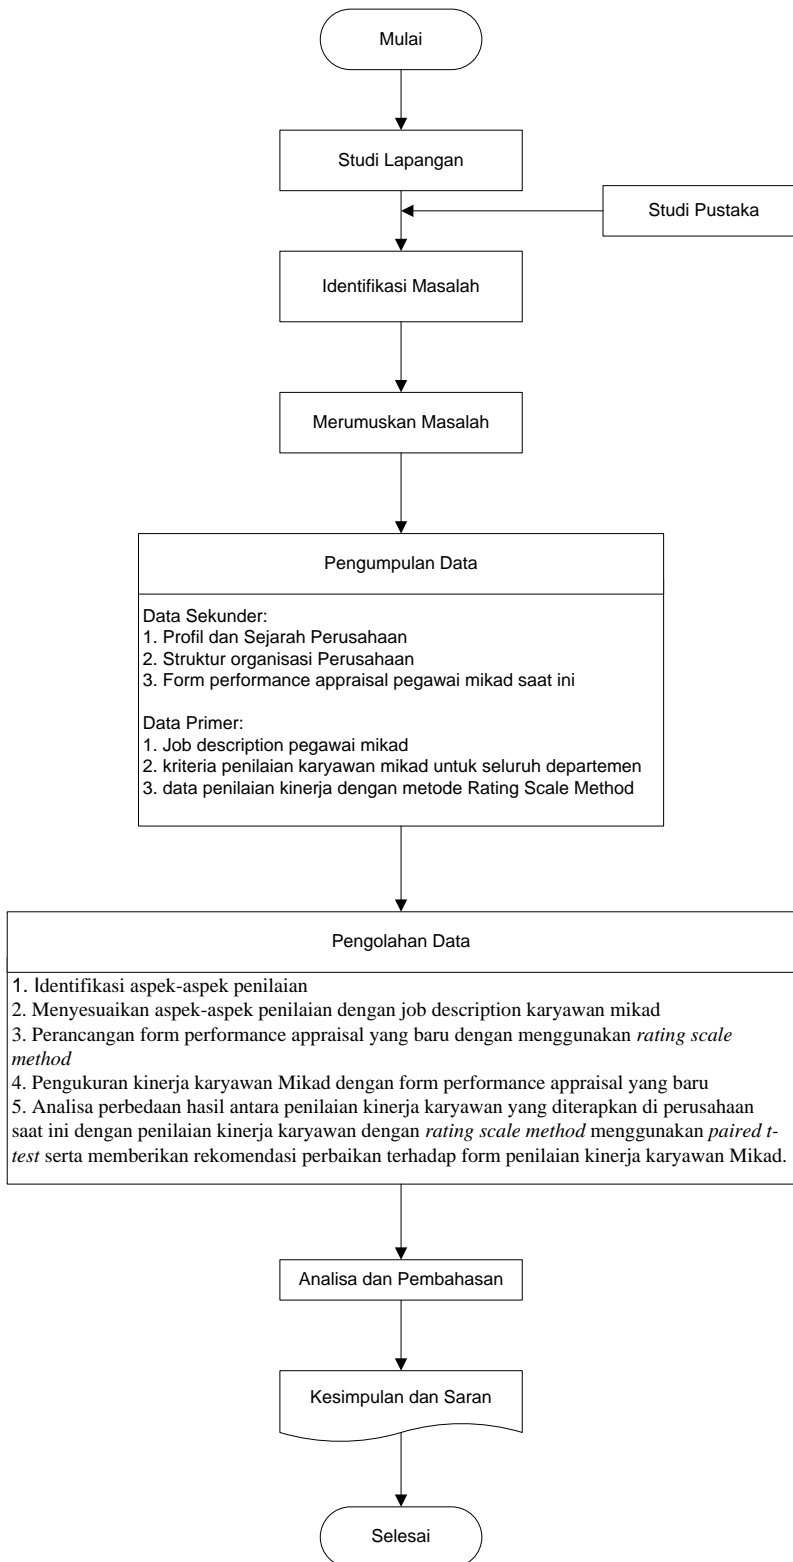 Mulai
Studi Lapangan
Studi Pustaka
Identifikasi Masalah
Merumuskan Masalah
Pengumpulan Data
Data Sekunder:
1. Profil dan Sejarah Perusahaan
2. Struktur organisasi Perusahaan
3. Form performance appraisal pegawai mikad saat ini
Data Primer:
1. Job description pegawai mikad
2. kriteria penilaian karyawan mikad untuk seluruh departemen
3. data penilaian kinerja dengan metode Rating Scale Method
Pengolahan Data
1. Identifikasi aspek-aspek penilaian
2. Menyesuaikan aspek-aspek penilaian dengan job description karyawan mikad
3. Perancangan form performance appraisal yang baru dengan menggunakan rating scale
method
4. Pengukuran kinerja karyawan Mikad dengan form performance appraisal yang baru
5. Analisa perbedaan hasil antara penilaian kinerja karyawan yang diterapkan di perusahaan
saat ini dengan penilaian kinerja karyawan dengan rating scale method menggunakan paired t-
test serta memberikan rekomendasi perbaikan terhadap form penilaian kinerja karyawan Mikad.
Analisa dan Pembahasan
Kesimpulan dan Saran
Selesai